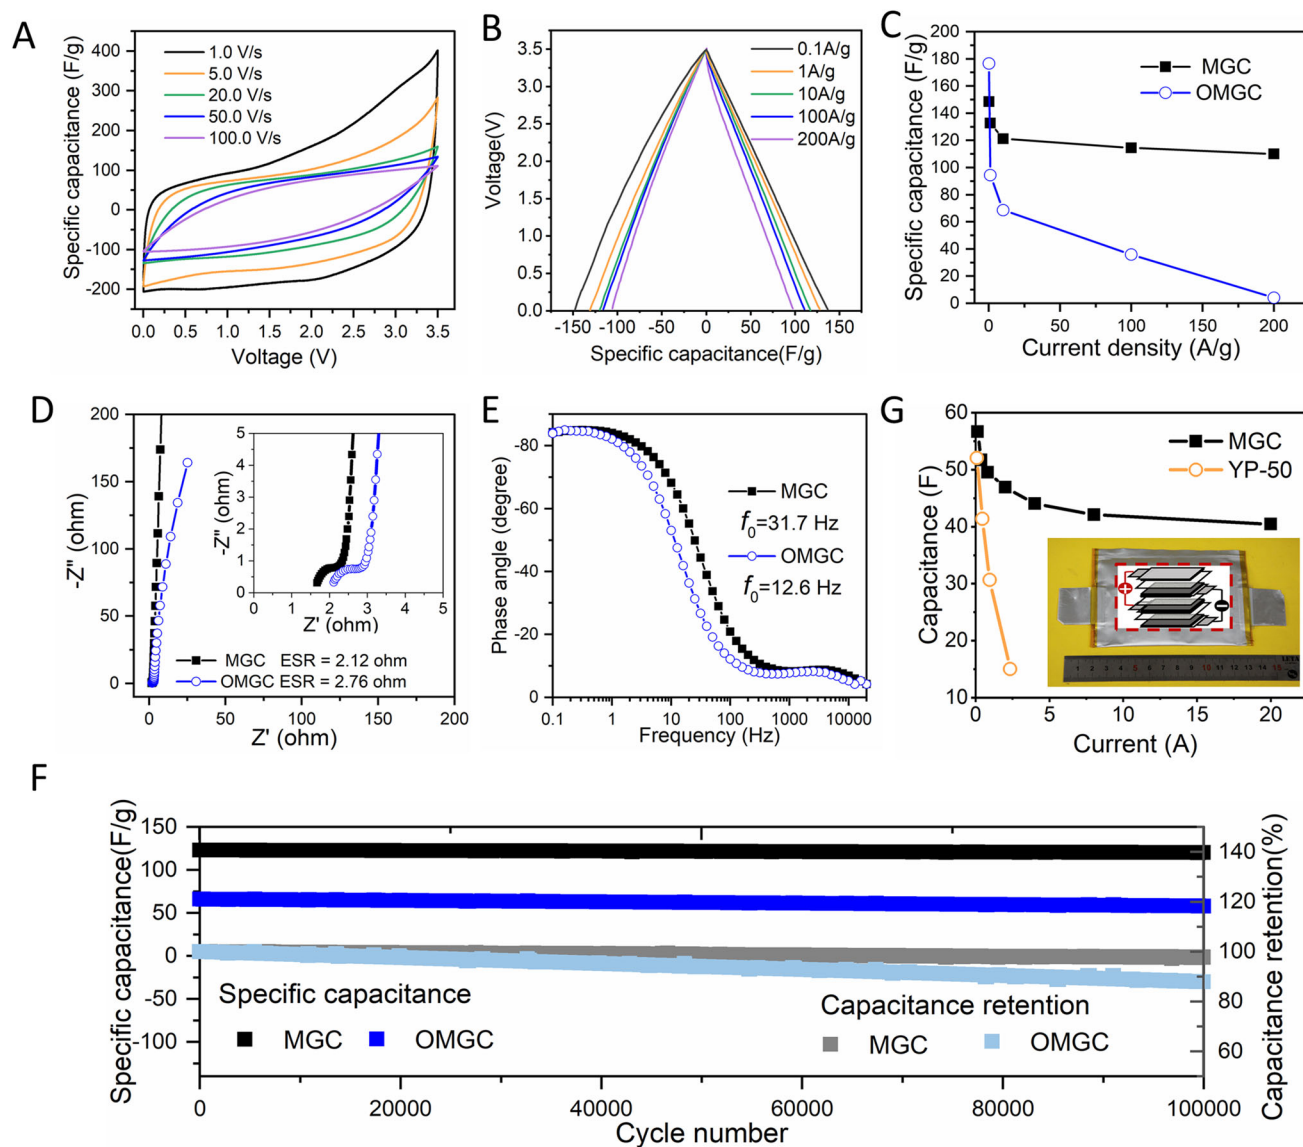 A
Specific capacitance (F/g)
400
300
200
100
0
-100
-200
1.0 V/s
5.0 V/s
20.0 V/s
50.0 V/s
100.0 V/s
0.0 0.5 1.0 1.5 2.0 2.5 3.0 3.5
Voltage (V)
B
Voltage(V)
3.5
3.0
2.5
2.0
1.5
1.0
0.5
0.0
0.1A/g
1A/g
10A/g
100A/g
200A/g
-150 -100 -50 0 50 100 150
Specific capacitance(F/g)
C
Specific capacitance (F/g)
200
180
160
140
120
100
80
60
40
20
0
MGC
OMGC
0 50 100 150 200
Current density (A/g)
D
-Z" (ohm)
200
150
100
50
0
-Z" (ohm)
5
4
3
2
1
0
0 1 2 3 4 5
Z' (ohm)
MGC ESR = 2.12 ohm
OMGC ESR = 2.76 ohm
0 50 100 150 200
Z' (ohm)
E
Phase angle (degree)
-80
-60
-40
-20
0
MGC
f0=31.7 Hz
OMGC
f0=12.6 Hz
0.1 1 10 100 1000 10000
Frequency (Hz)
G
Capacitance (F)
60
50
40
30
20
10
MGC
YP-50
0 5 10 15 20
Current (A)
F
Specific capacitance(F/g)
150
100
50
0
-50
-100
Specific capacitance
MGC OMGC
Capacitance retention
MGC OMGC
140
120
100
80
60
Capacitance retention(%)
0 20000 40000 60000 80000 100000
Cycle number